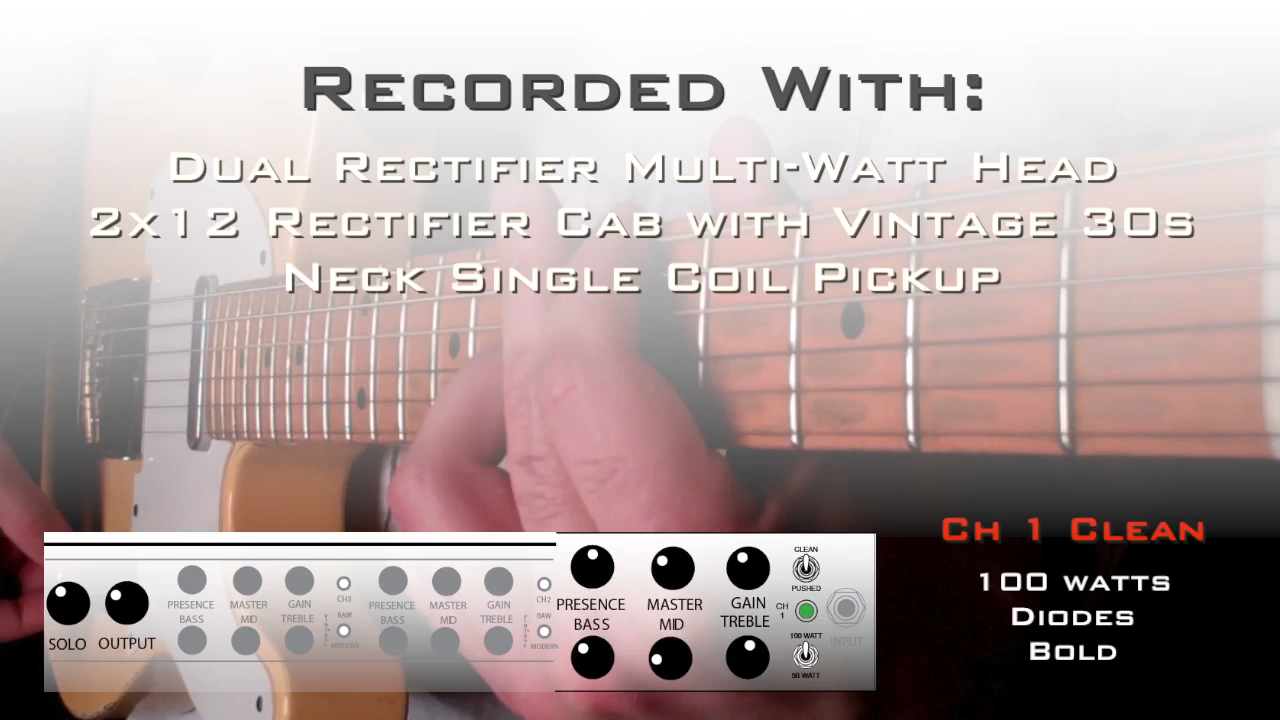 Recorded With:
Dual Rectifier Multi-Watt Head
2x12 Rectifier Cab with Vintage 30s
Neck Single Coil Pickup
Ch 1 Clean
100 watts
Diodes
Bold
SOLO OUTPUT
PRESENCE MASTER GAIN CH3
BASS MID TREBLE RAW
MODERN
PRESENCE MASTER GAIN CH2
BASS MID TREBLE RAW
MODERN
PRESENCE MASTER GAIN
BASS MID TREBLE
CLEAN
PUSHED
CH
1
100 WATT
50 WATT
INPUT